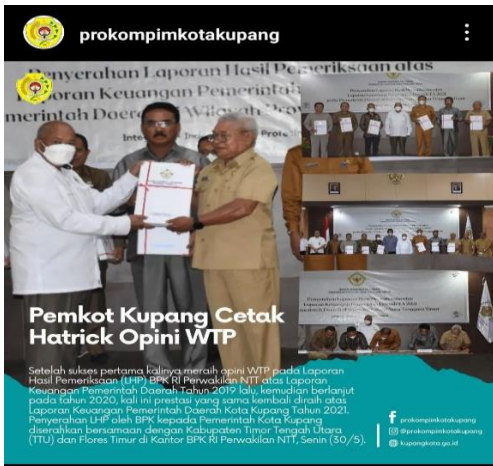 prokompimkotakupang
Penyerahan Laporan Hasil Pemeriksaan atas
Laporan Keuangan Pemerintah
merintah Daerah Wilayah Prov
Pemkot Kupang Cetak
Hatrick Opini WTP
Setelah sukses pertama kalinya meraih opini WTP pada Laporan
Hasil Pemeriksaan (LHP) BPK RI Perwakilan NTT atas Laporan
Keuangan Pemerintah Daerah Tahun 2019 lalu, kemudian berlanjut
pada tahun 2020, kali ini prestasi yang sama kembali diraih atas
Laporan Keuangan Pemerintah Daerah Kota Kupang Tahun 2021.
Penyerahan LHP oleh BPK kepada Pemerintah Kota Kupang
diserahkan bersamaan dengan Kabupaten Timor Tengah Utara
(TTU) dan Flores Timur di Kantor BPK RI Perwakilan NTT, Senin (30/5).
prokompimkotakupang
@prokompimkotakupang
kupangkota.go.id